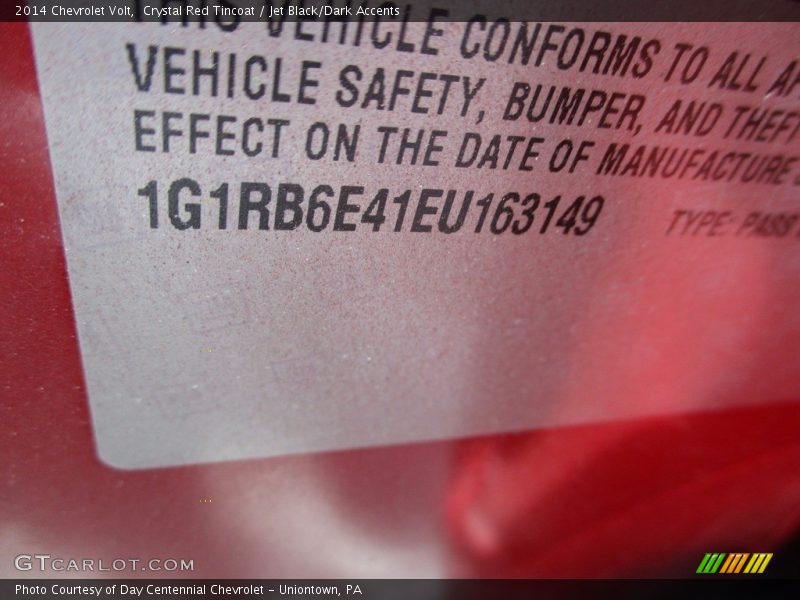 2014 Chevrolet Volt, Crystal Red Tincoat / Jet Black/Dark Accents
VEHICLE CONFORMS TO ALL
VEHICLE SAFETY, BUMPER, AND THEFT
EFFECT ON THE DATE OF MANUFACTURE
1G1RB6E41EU163149 TYPE: PASS
GTCARLOT.COM
Photo Courtesy of Day Centennial Chevrolet - Uniontown, PA